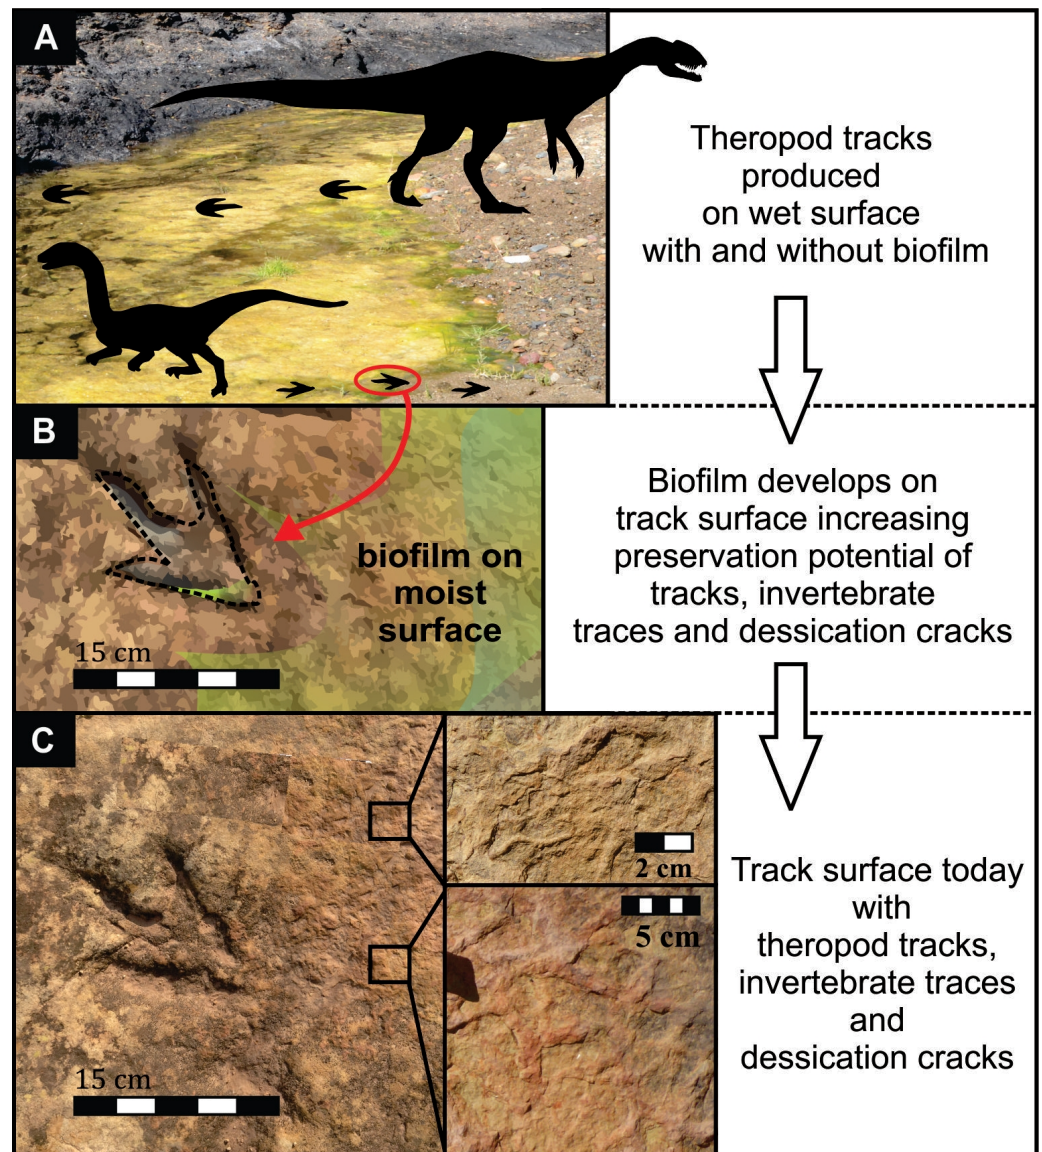 A
Theropod tracks
produced
on wet surface
with and without biofilm
B
biofilm on
moist
surface
15 cm
Biofilm develops on
track surface increasing
preservation potential of
tracks, invertebrate
traces and dessication cracks
C
15 cm
2 cm
5 cm
Track surface today
with
theropod tracks,
invertebrate traces
and
dessication cracks